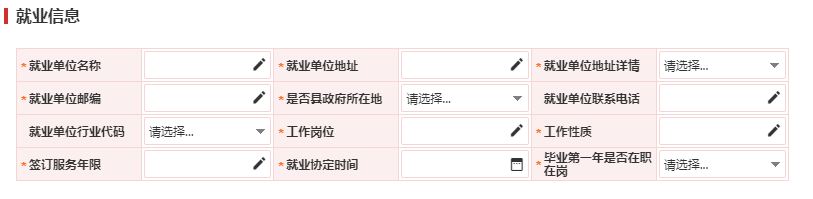 就业信息
* 就业单位名称 * 就业单位地址 * 就业单位地址详情 请选择...
* 就业单位邮编 * 是否县政府所在地 请选择... 就业单位联系电话
就业单位行业代码 请选择... * 工作岗位 * 工作性质
* 签订服务年限 * 就业协定时间 * 毕业第一年是否在职 请选择...
在岗